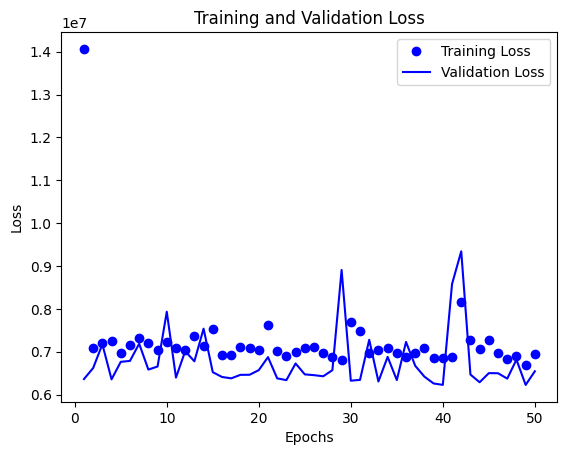 Training and Validation Loss
1e7
Training Loss
Validation Loss
1.4
1.3
1.2
1.1
1.0
0.9
0.8
0.7
0.6
Loss
0
10
20
30
40
50
Epochs